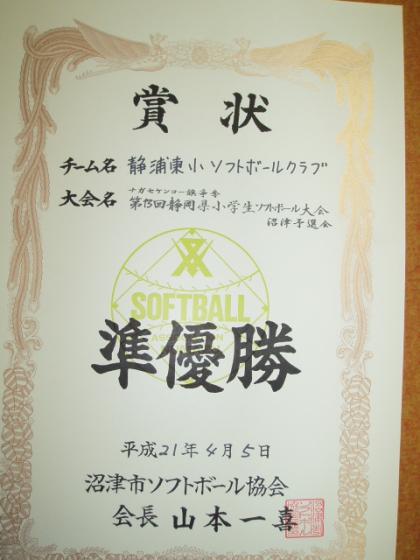 賞状
チーム名 静浦東小ソフトボールクラブ
ナガセケンコー旗争奪
大会名 第15回静岡県小学生ソフトボール大会
沼津予選会
SOFTBALL
準優勝
平成21年4月5日
沼津市ソフトボール協会
会長 山本一喜